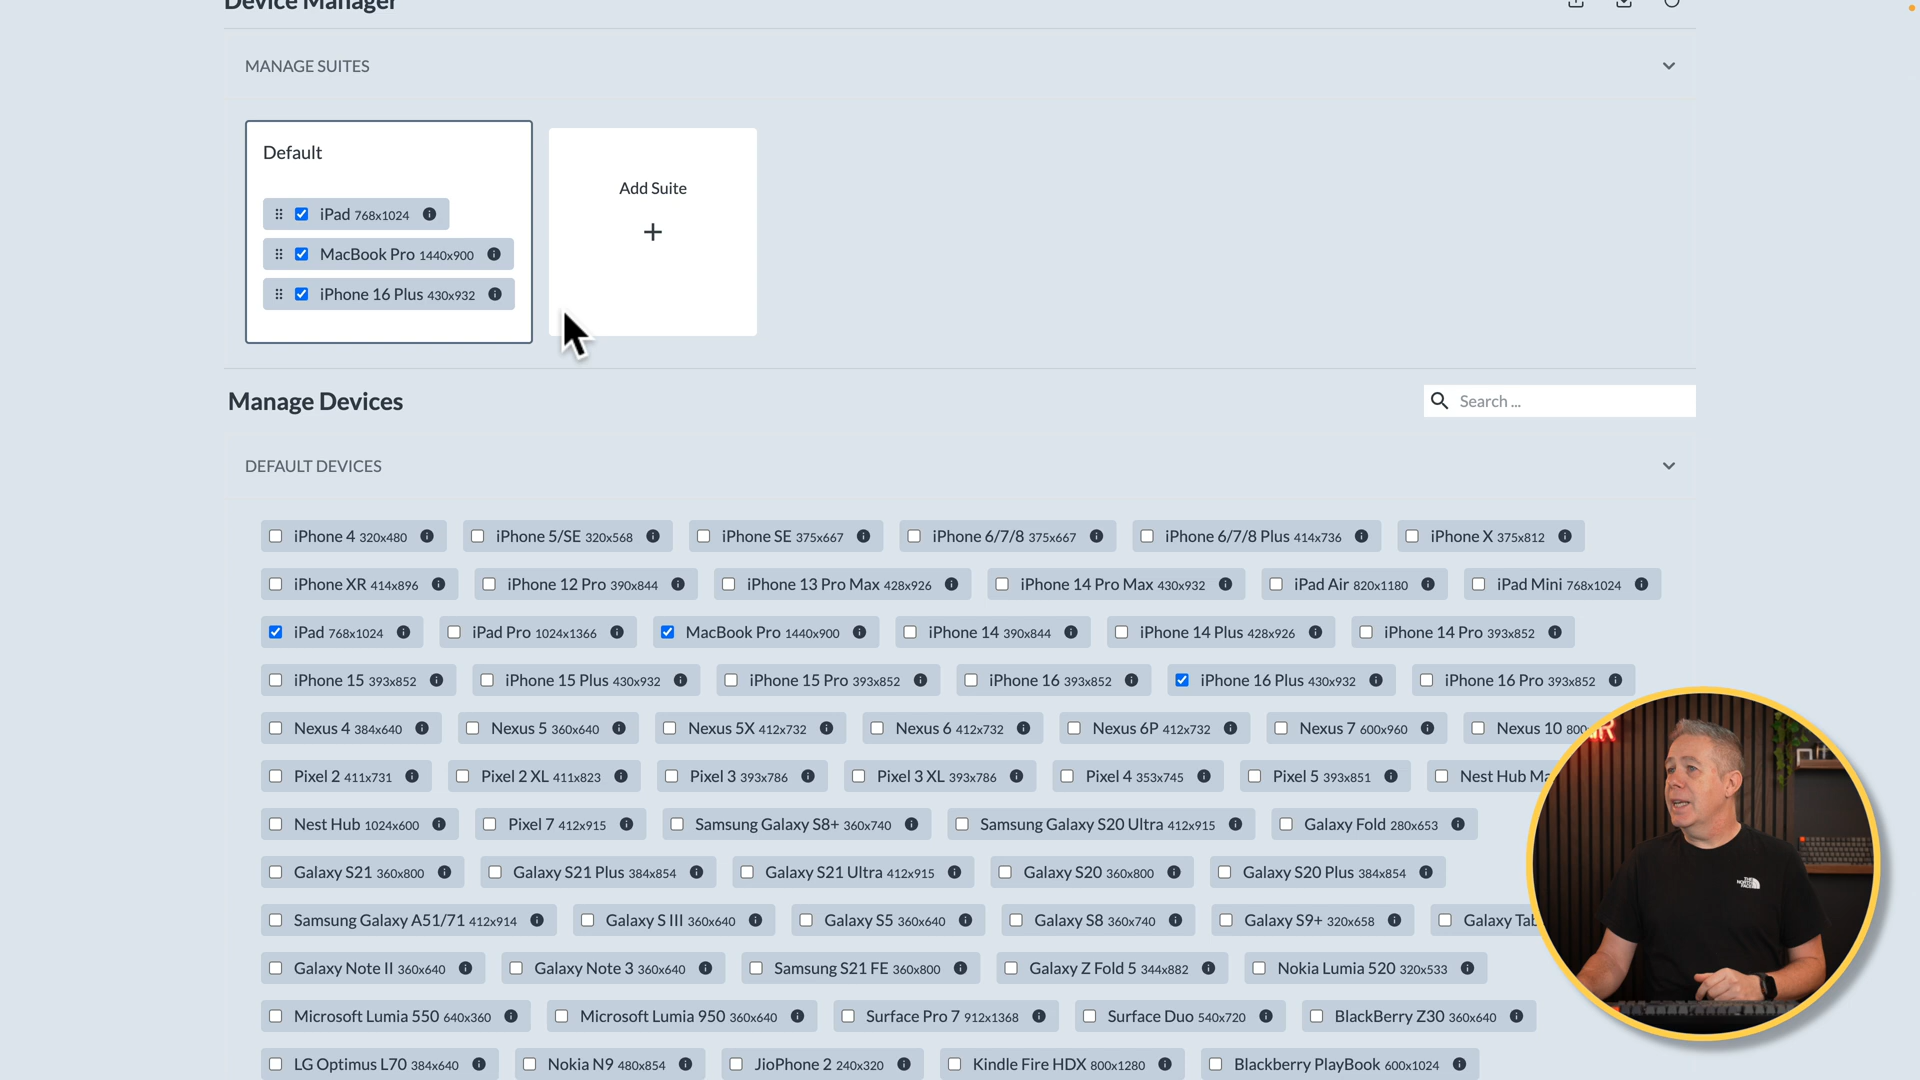 Device Manager
MANAGE SUITES
Default
iPad 768x1024
MacBook Pro 1440x900
iPhone 16 Plus 430x932
Add Suite
+
Manage Devices
Search ...
DEFAULT DEVICES
iPhone 4 320x480 iPhone 5/SE 320x568 iPhone SE 375x667 iPhone 6/7/8 375x667 iPhone 6/7/8 Plus 414x736 iPhone X 375x812
iPhone XR 414x896 iPhone 12 Pro 390x844 iPhone 13 Pro Max 428x926 iPhone 14 Pro Max 430x932 iPad Air 820x1180 iPad Mini 768x1024
iPad 768x1024 iPad Pro 1024x1366 MacBook Pro 1440x900 iPhone 14 390x844 iPhone 14 Plus 428x926 iPhone 14 Pro 393x852
iPhone 15 393x852 iPhone 15 Plus 430x932 iPhone 15 Pro 393x852 iPhone 16 393x852 iPhone 16 Plus 430x932 iPhone 16 Pro 393x852
Nexus 4 384x640 Nexus 5 360x640 Nexus 5X 412x732 Nexus 6 412x732 Nexus 6P 412x732 Nexus 7 600x960 Nexus 10 800
Pixel 2 411x731 Pixel 2 XL 411x823 Pixel 3 393x786 Pixel 3 XL 393x786 Pixel 4 353x745 Pixel 5 393x851 Nest Hub Ma
Nest Hub 1024x600 Pixel 7 412x915 Samsung Galaxy S8+ 360x740 Samsung Galaxy S20 Ultra 412x915 Galaxy Fold 280x653
Galaxy S21 360x800 Galaxy S21 Plus 384x854 Galaxy S21 Ultra 412x915 Galaxy S20 360x800 Galaxy S20 Plus 384x854
Samsung Galaxy A51/71 412x914 Galaxy S III 360x640 Galaxy S5 360x640 Galaxy S8 360x740 Galaxy S9+ 320x658 Galaxy Tab
Galaxy Note II 360x640 Galaxy Note 3 360x640 Samsung S21 FE 360x800 Galaxy Z Fold 5 344x882 Nokia Lumia 520 320x533
Microsoft Lumia 550 640x360 Microsoft Lumia 950 360x640 Surface Pro 7 912x1368 Surface Duo 540x720 BlackBerry Z30 360x640
LG Optimus L70 384x640 Nokia N9 480x854 JioPhone 2 240x320 Kindle Fire HDX 800x1280 Blackberry PlayBook 600x1024
THE
NORTH
FACE